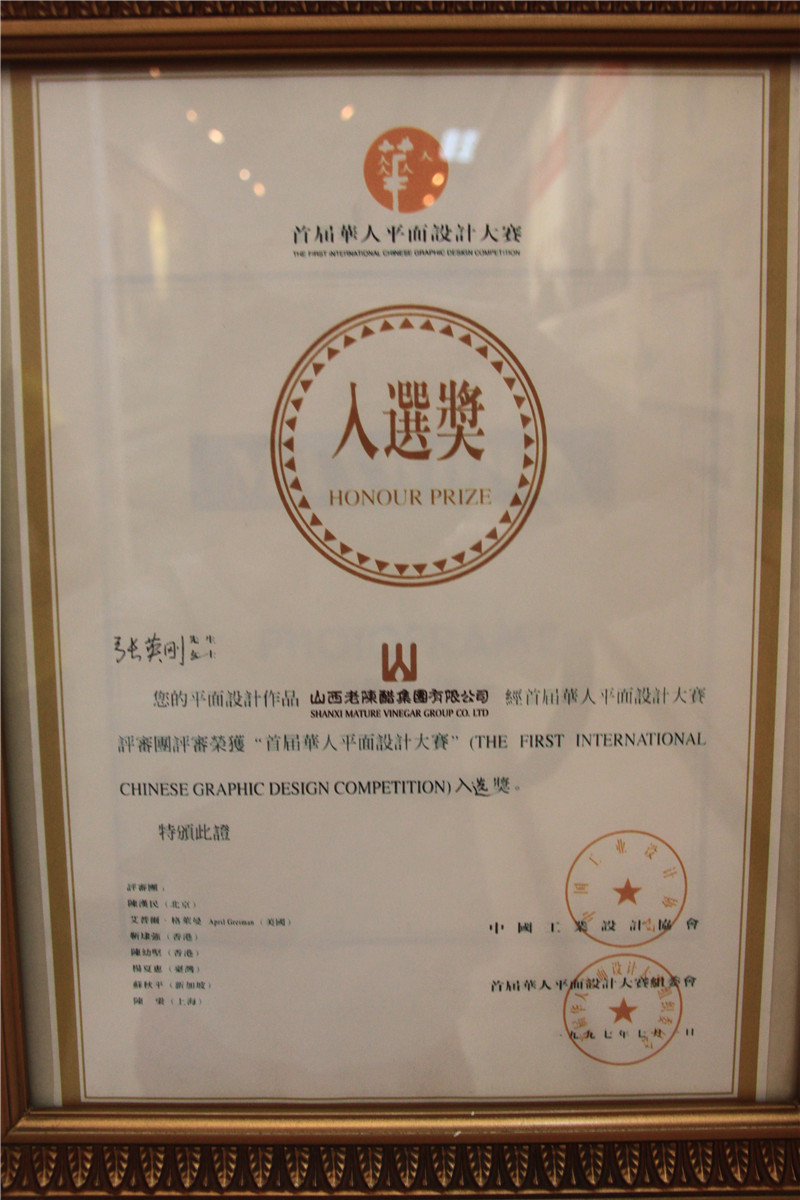 首屆華人平面設計大賽
THE FIRST INTERNATIONAL CHINESE GRAPHIC DESIGN COMPETITION
入選獎
HONOUR PRIZE
张英刚 先生 女士
您的平面設計作品 山西老陳醋集團有限公司 經首屆華人平面設計大賽
SHANXI MATURE VINEGAR GROUP CO. LTD
評審團評審榮獲“首屆華人平面設計大賽”(THE FIRST INTERNATIONAL
CHINESE GRAPHIC DESIGN COMPETITION)入选獎。
特頒此證
評審團：
陳漢民（北京）
艾普爾·格萊曼 April Greiman（美國）
靳埭強（香港）
陳幼堅（香港）
楊夏蕙（臺灣）
蘇秋平（新加坡）
陳 梁（上海）
中國工業設計協會
首屆華人平面設計大賽組委會
一九九七年七月 日